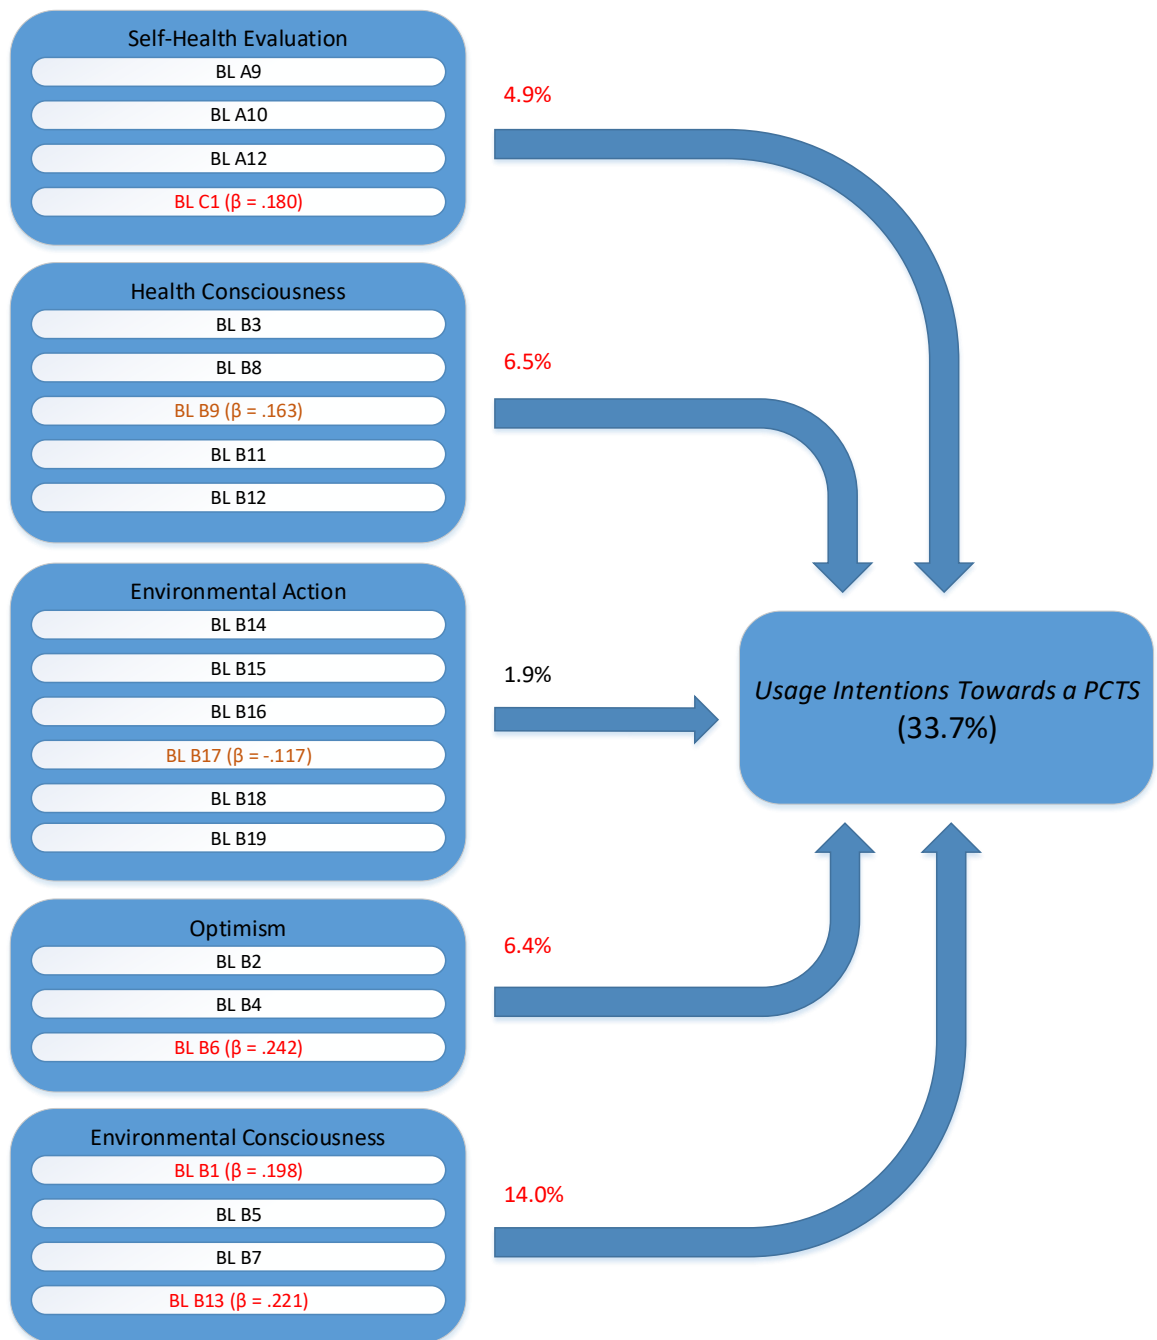 Self-Health Evaluation
BL A9
BL A10
BL A12
BL C1 (β = .180)
4.9%
Health Consciousness
BL B3
BL B8
BL B9 (β = .163)
BL B11
BL B12
6.5%
Environmental Action
BL B14
BL B15
BL B16
BL B17 (β = -.117)
BL B18
BL B19
1.9%
Usage Intentions Towards a PCTS
(33.7%)
Optimism
BL B2
BL B4
BL B6 (β = .242)
6.4%
Environmental Consciousness
BL B1 (β = .198)
BL B5
BL B7
BL B13 (β = .221)
14.0%